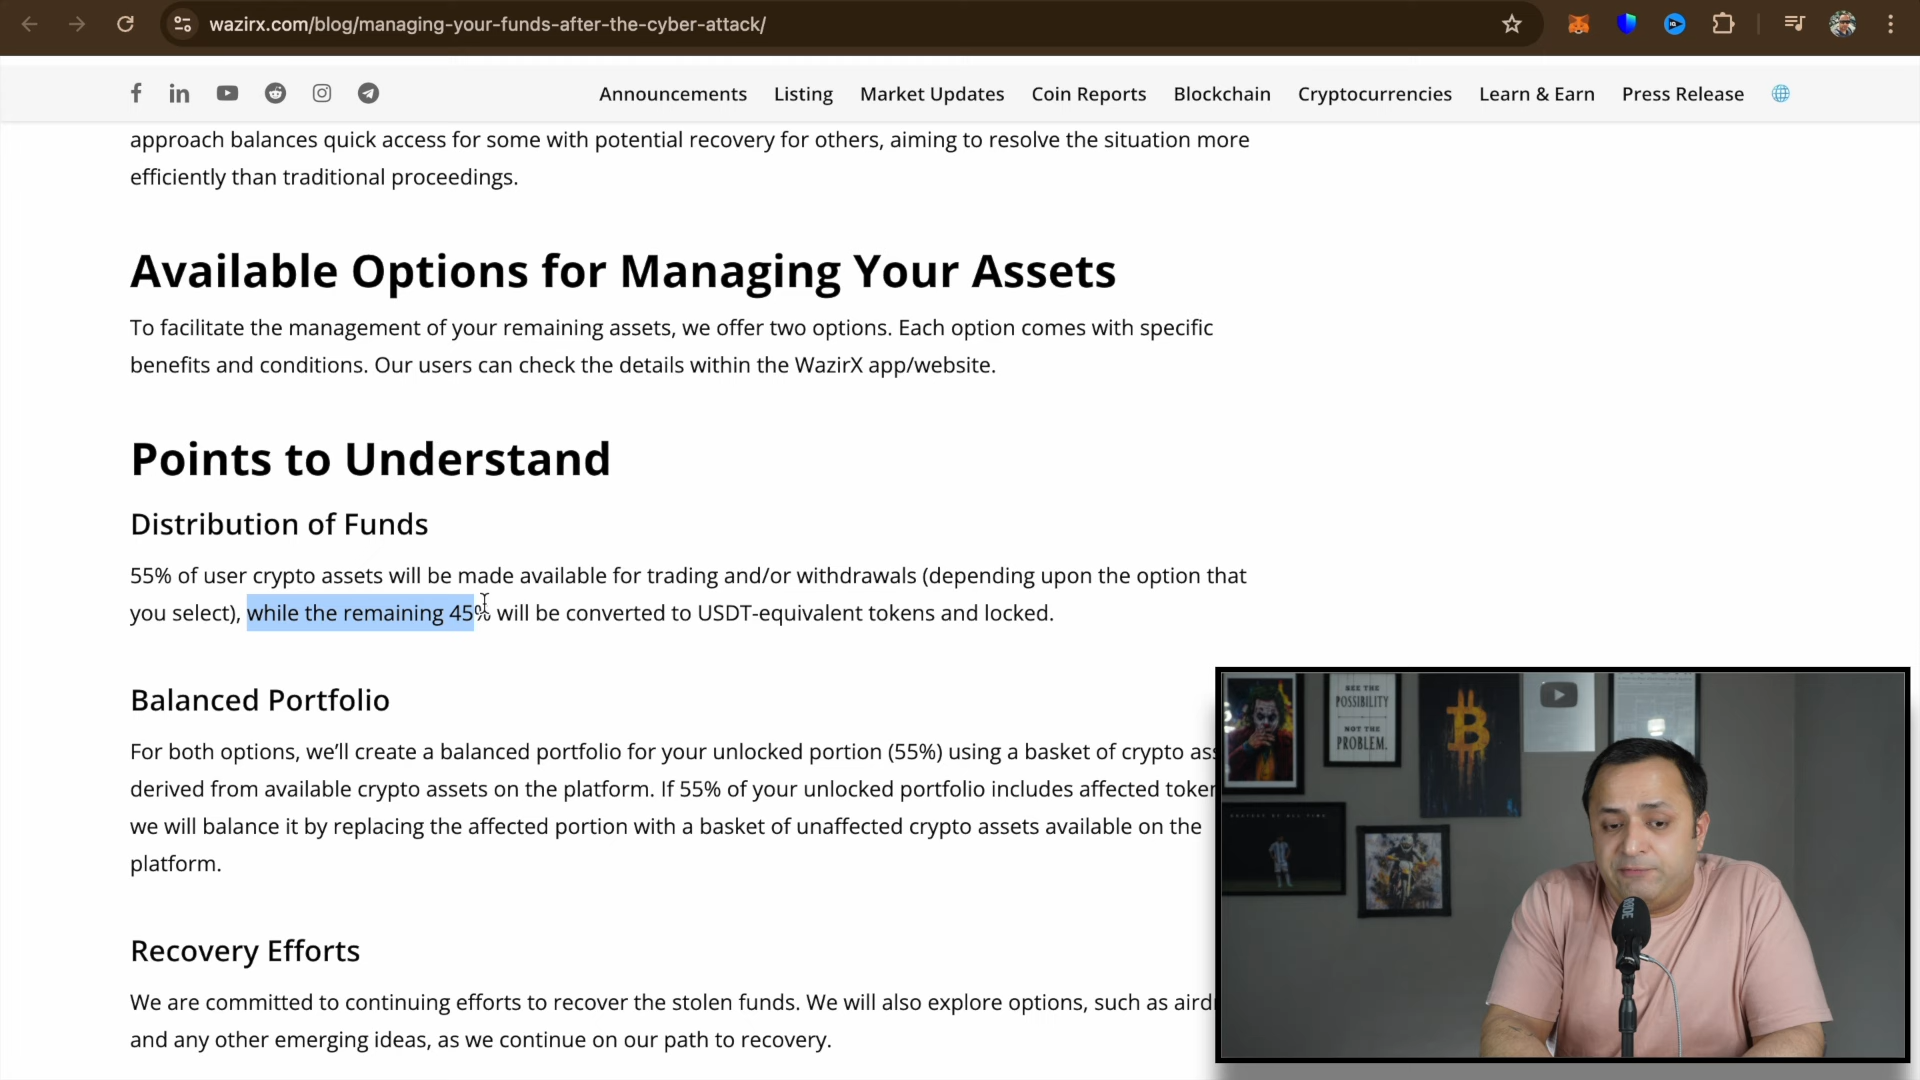 wazirx.com/blog/managing-your-funds-after-the-cyber-attack/
Announcements Listing Market Updates Coin Reports Blockchain Cryptocurrencies Learn & Earn Press Release
approach balances quick access for some with potential recovery for others, aiming to resolve the situation more
efficiently than traditional proceedings.
Available Options for Managing Your Assets
To facilitate the management of your remaining assets, we offer two options. Each option comes with specific
benefits and conditions. Our users can check the details within the WazirX app/website.
Points to Understand
Distribution of Funds
55% of user crypto assets will be made available for trading and/or withdrawals (depending upon the option that
you select), while the remaining 45% will be converted to USDT-equivalent tokens and locked.
Balanced Portfolio
For both options, we’ll create a balanced portfolio for your unlocked portion (55%) using a basket of crypto ass
derived from available crypto assets on the platform. If 55% of your unlocked portfolio includes affected token
we will balance it by replacing the affected portion with a basket of unaffected crypto assets available on the
platform.
Recovery Efforts
We are committed to continuing efforts to recover the stolen funds. We will also explore options, such as aird
and any other emerging ideas, as we continue on our path to recovery.
SEE THE
POSSIBILITY
NOT THE
PROBLEM.
RØDE